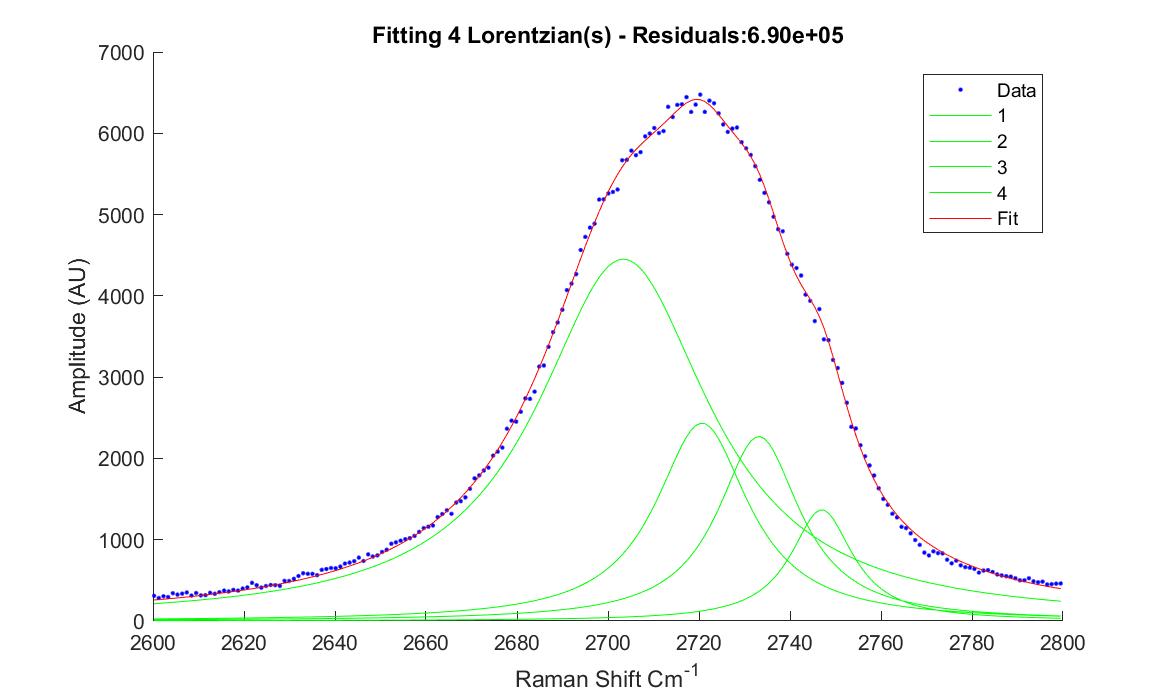 Fitting 4 Lorentzian(s) - Residuals:6.90e+05
7000
6000
5000
4000
3000
2000
1000
0
Amplitude (AU)
Data
1
2
3
4
Fit
2600 2620 2640 2660 2680 2700 2720 2740 2760 2780 2800
Raman Shift Cm⁻¹